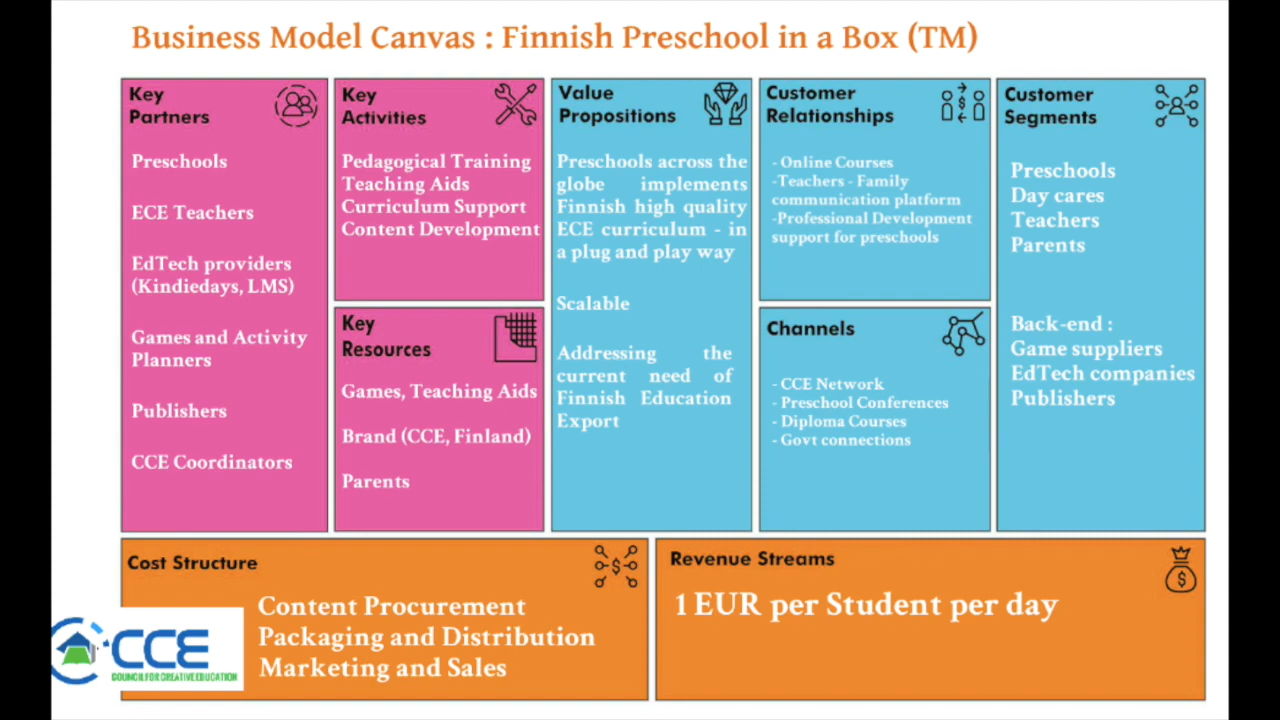 Business Model Canvas : Finnish Preschool in a Box (TM)
Key
Partners
Preschools
ECE Teachers
EdTech providers
(Kindiedays, LMS)
Games and Activity
Planners
Publishers
CCE Coordinators
Key
Activities
Pedagogical Training
Teaching Aids
Curriculum Support
Content Development
Key
Resources
Games, Teaching Aids
Brand (CCE, Finland)
Parents
Value
Propositions
Preschools across the
globe implements
Finnish high quality
ECE curriculum - in
a plug and play way
Scalable
Addressing the
current need of
Finnish Education
Export
Customer
Relationships
- Online Courses
-Teachers - Family
communication platform
-Professional Development
support for preschools
Channels
- CCE Network
- Preschool Conferences
- Diploma Courses
- Govt connections
Customer
Segments
Preschools
Day cares
Teachers
Parents
Back-end :
Game suppliers
EdTech companies
Publishers
Cost Structure
Content Procurement
Packaging and Distribution
Marketing and Sales
CCE
COUNCIL FOR CREATIVE EDUCATION
Revenue Streams
1 EUR per Student per day